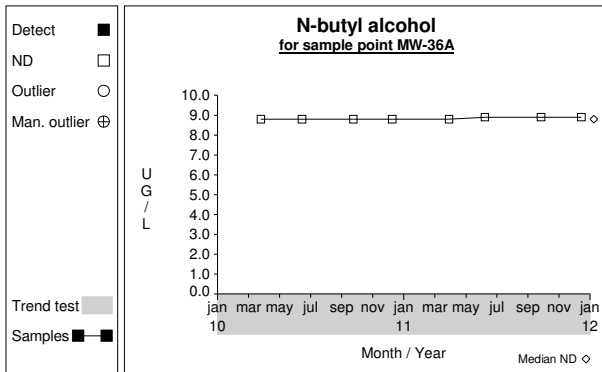 Detect
ND
Outlier
Man. outlier
Trend test
Samples
N-butyl alcohol
for sample point MW-36A
U
G
/
L
10.0
9.0
8.0
7.0
6.0
5.0
4.0
3.0
2.0
1.0
0.0
jan mar may jul sep nov jan mar may jul sep nov jan
10 11 12
Month / Year
Median ND